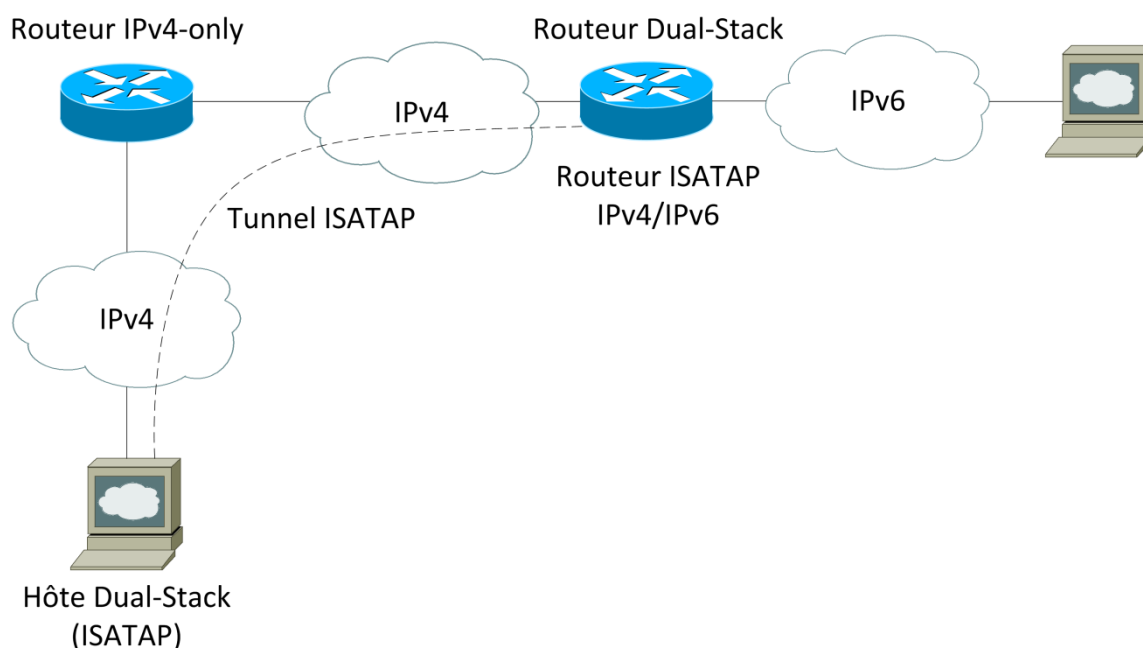 Routeur IPv4-only
Routeur Dual-Stack
IPv4
IPv6
Routeur ISATAP
IPv4/IPv6
Tunnel ISATAP
IPv4
Hôte Dual-Stack
(ISATAP)